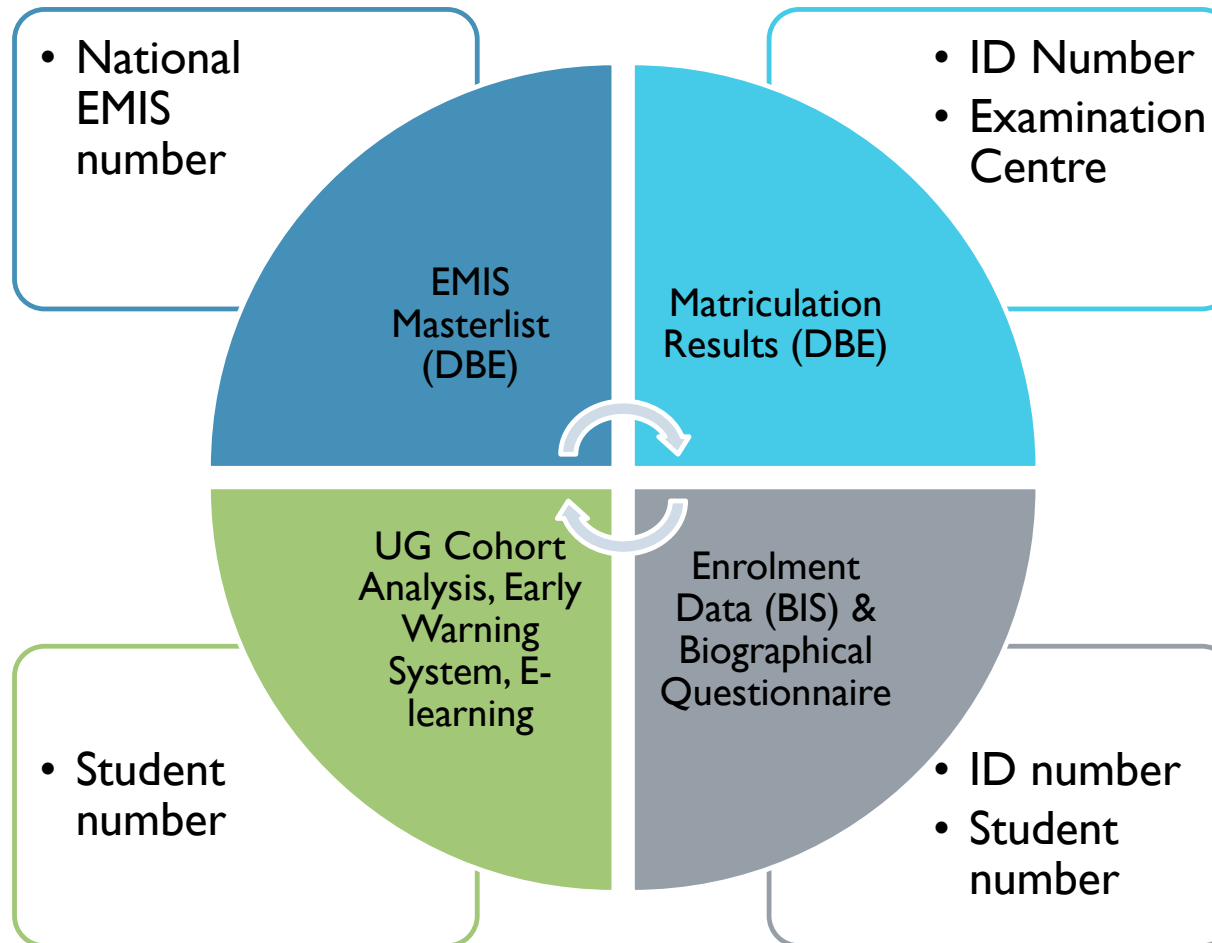 • National
EMIS
number
• ID Number
• Examination
Centre
EMIS
Masterlist
(DBE)
Matriculation
Results (DBE)
UG Cohort
Analysis, Early
Warning
System, E-
learning
Enrolment
Data (BIS) &
Biographical
Questionnaire
• Student
number
• ID number
• Student
number